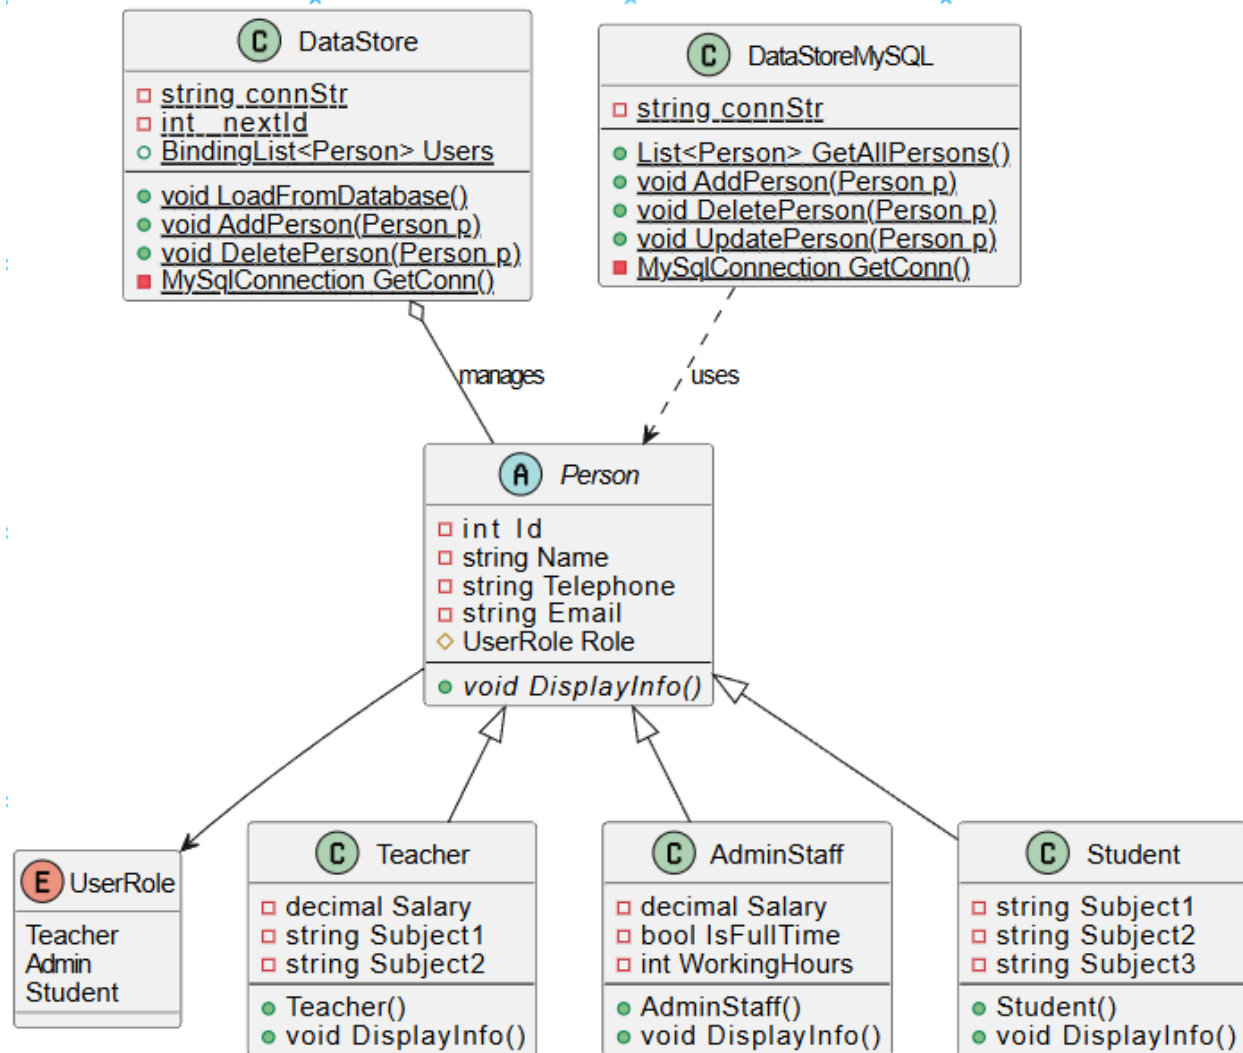 C DataStore
string connStr
int _nextId
BindingList<Person> Users
void LoadFromDatabase()
void AddPerson(Person p)
void DeletePerson(Person p)
MySqlConnection GetConn()
C DataStoreMySQL
string connStr
List<Person> GetAllPersons()
void AddPerson(Person p)
void DeletePerson(Person p)
void UpdatePerson(Person p)
MySqlConnection GetConn()
manages
uses
A Person
int Id
string Name
string Telephone
string Email
UserRole Role
void DisplayInfo()
E UserRole
Teacher
Admin
Student
C Teacher
decimal Salary
string Subject1
string Subject2
Teacher()
void DisplayInfo()
C AdminStaff
decimal Salary
bool IsFullTime
int WorkingHours
AdminStaff()
void DisplayInfo()
C Student
string Subject1
string Subject2
string Subject3
Student()
void DisplayInfo()